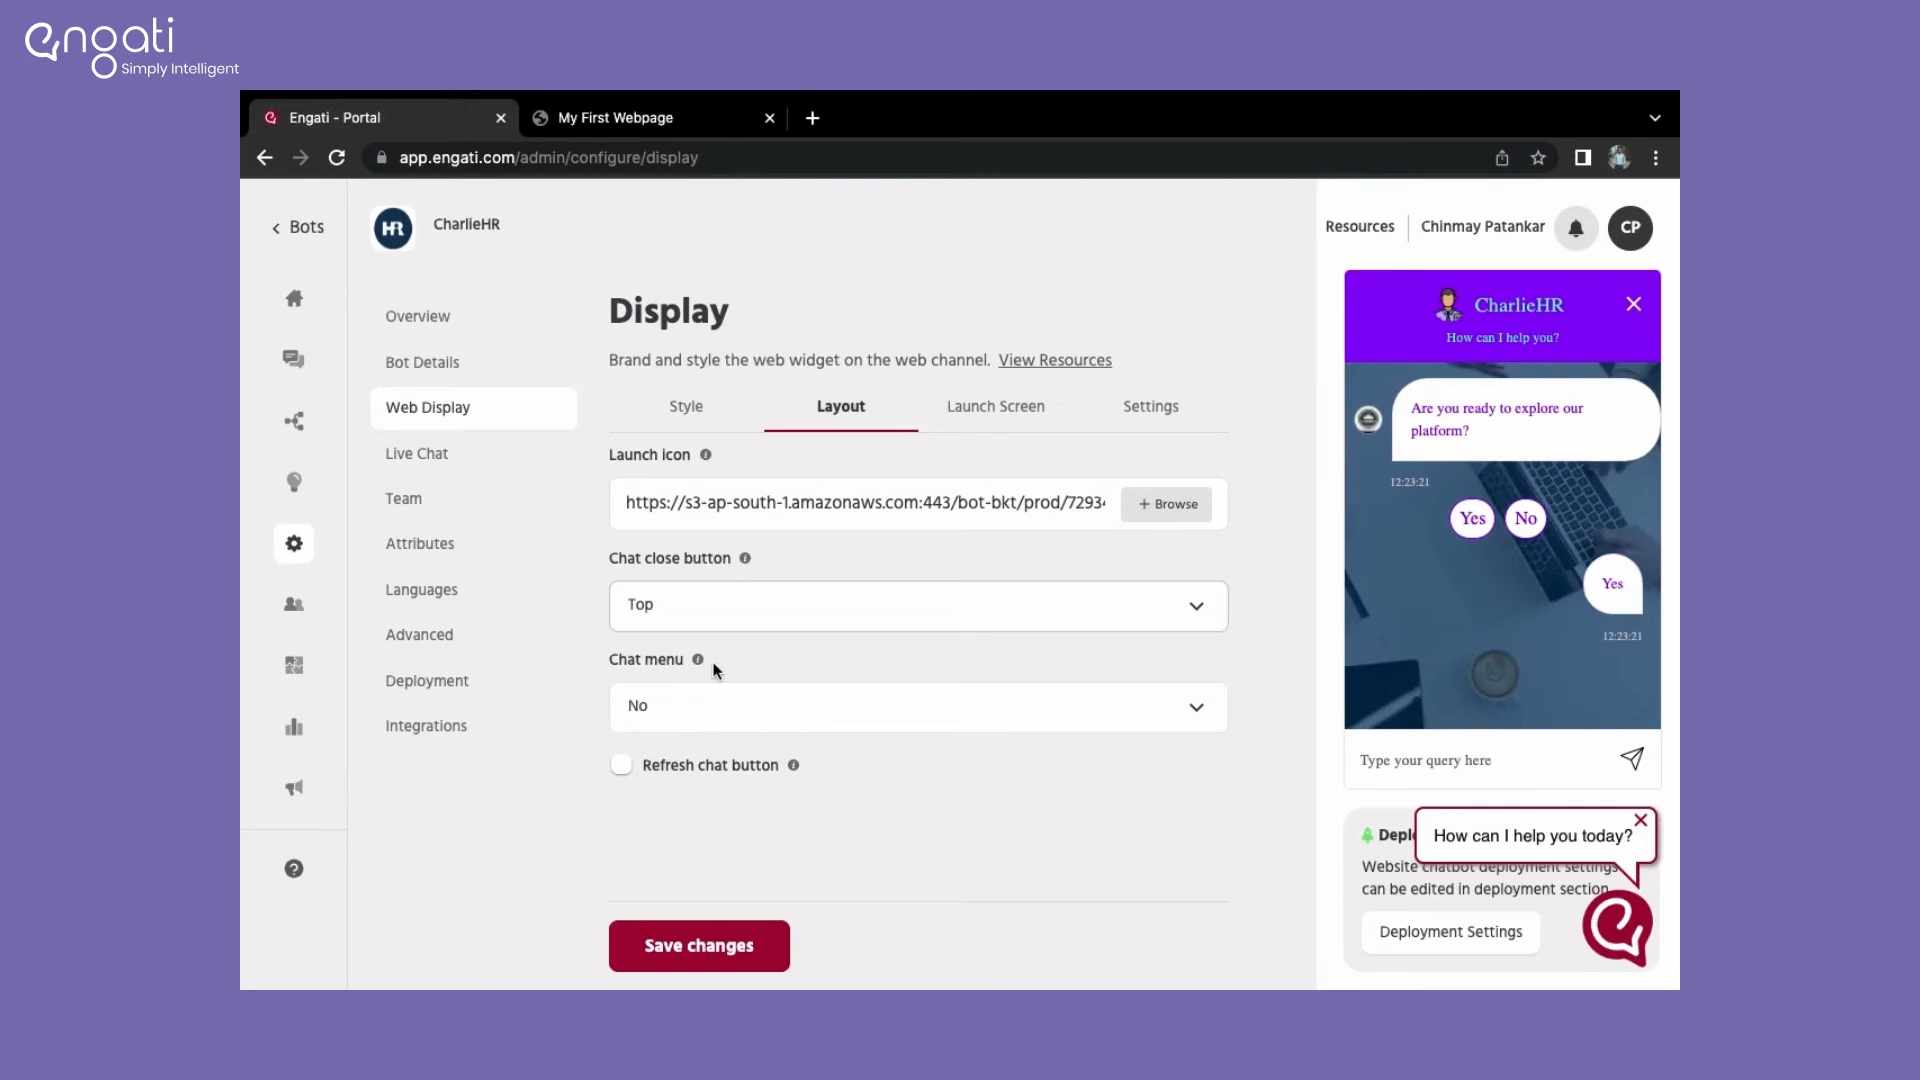 engati
Simply Intelligent
Engati - Portal
My First Webpage
app.engati.com/admin/configure/display
Bots
HR
CharlieHR
Resources
Chinmay Patankar
CP
Overview
Bot Details
Web Display
Live Chat
Team
Attributes
Languages
Advanced
Deployment
Integrations
Display
Brand and style the web widget on the web channel. View Resources
Style
Layout
Launch Screen
Settings
Launch icon
https://s3-ap-south-1.amazonaws.com:443/bot-bkt/prod/7293
+ Browse
Chat close button
Top
Chat menu
No
Refresh chat button
Save changes
CharlieHR
How can I help you?
Are you ready to explore our
platform?
12:23:21
Yes
No
Yes
12:23:21
Type your query here
How can I help you today?
Website chatbot deployment settings
can be edited in deployment section
Deployment Settings